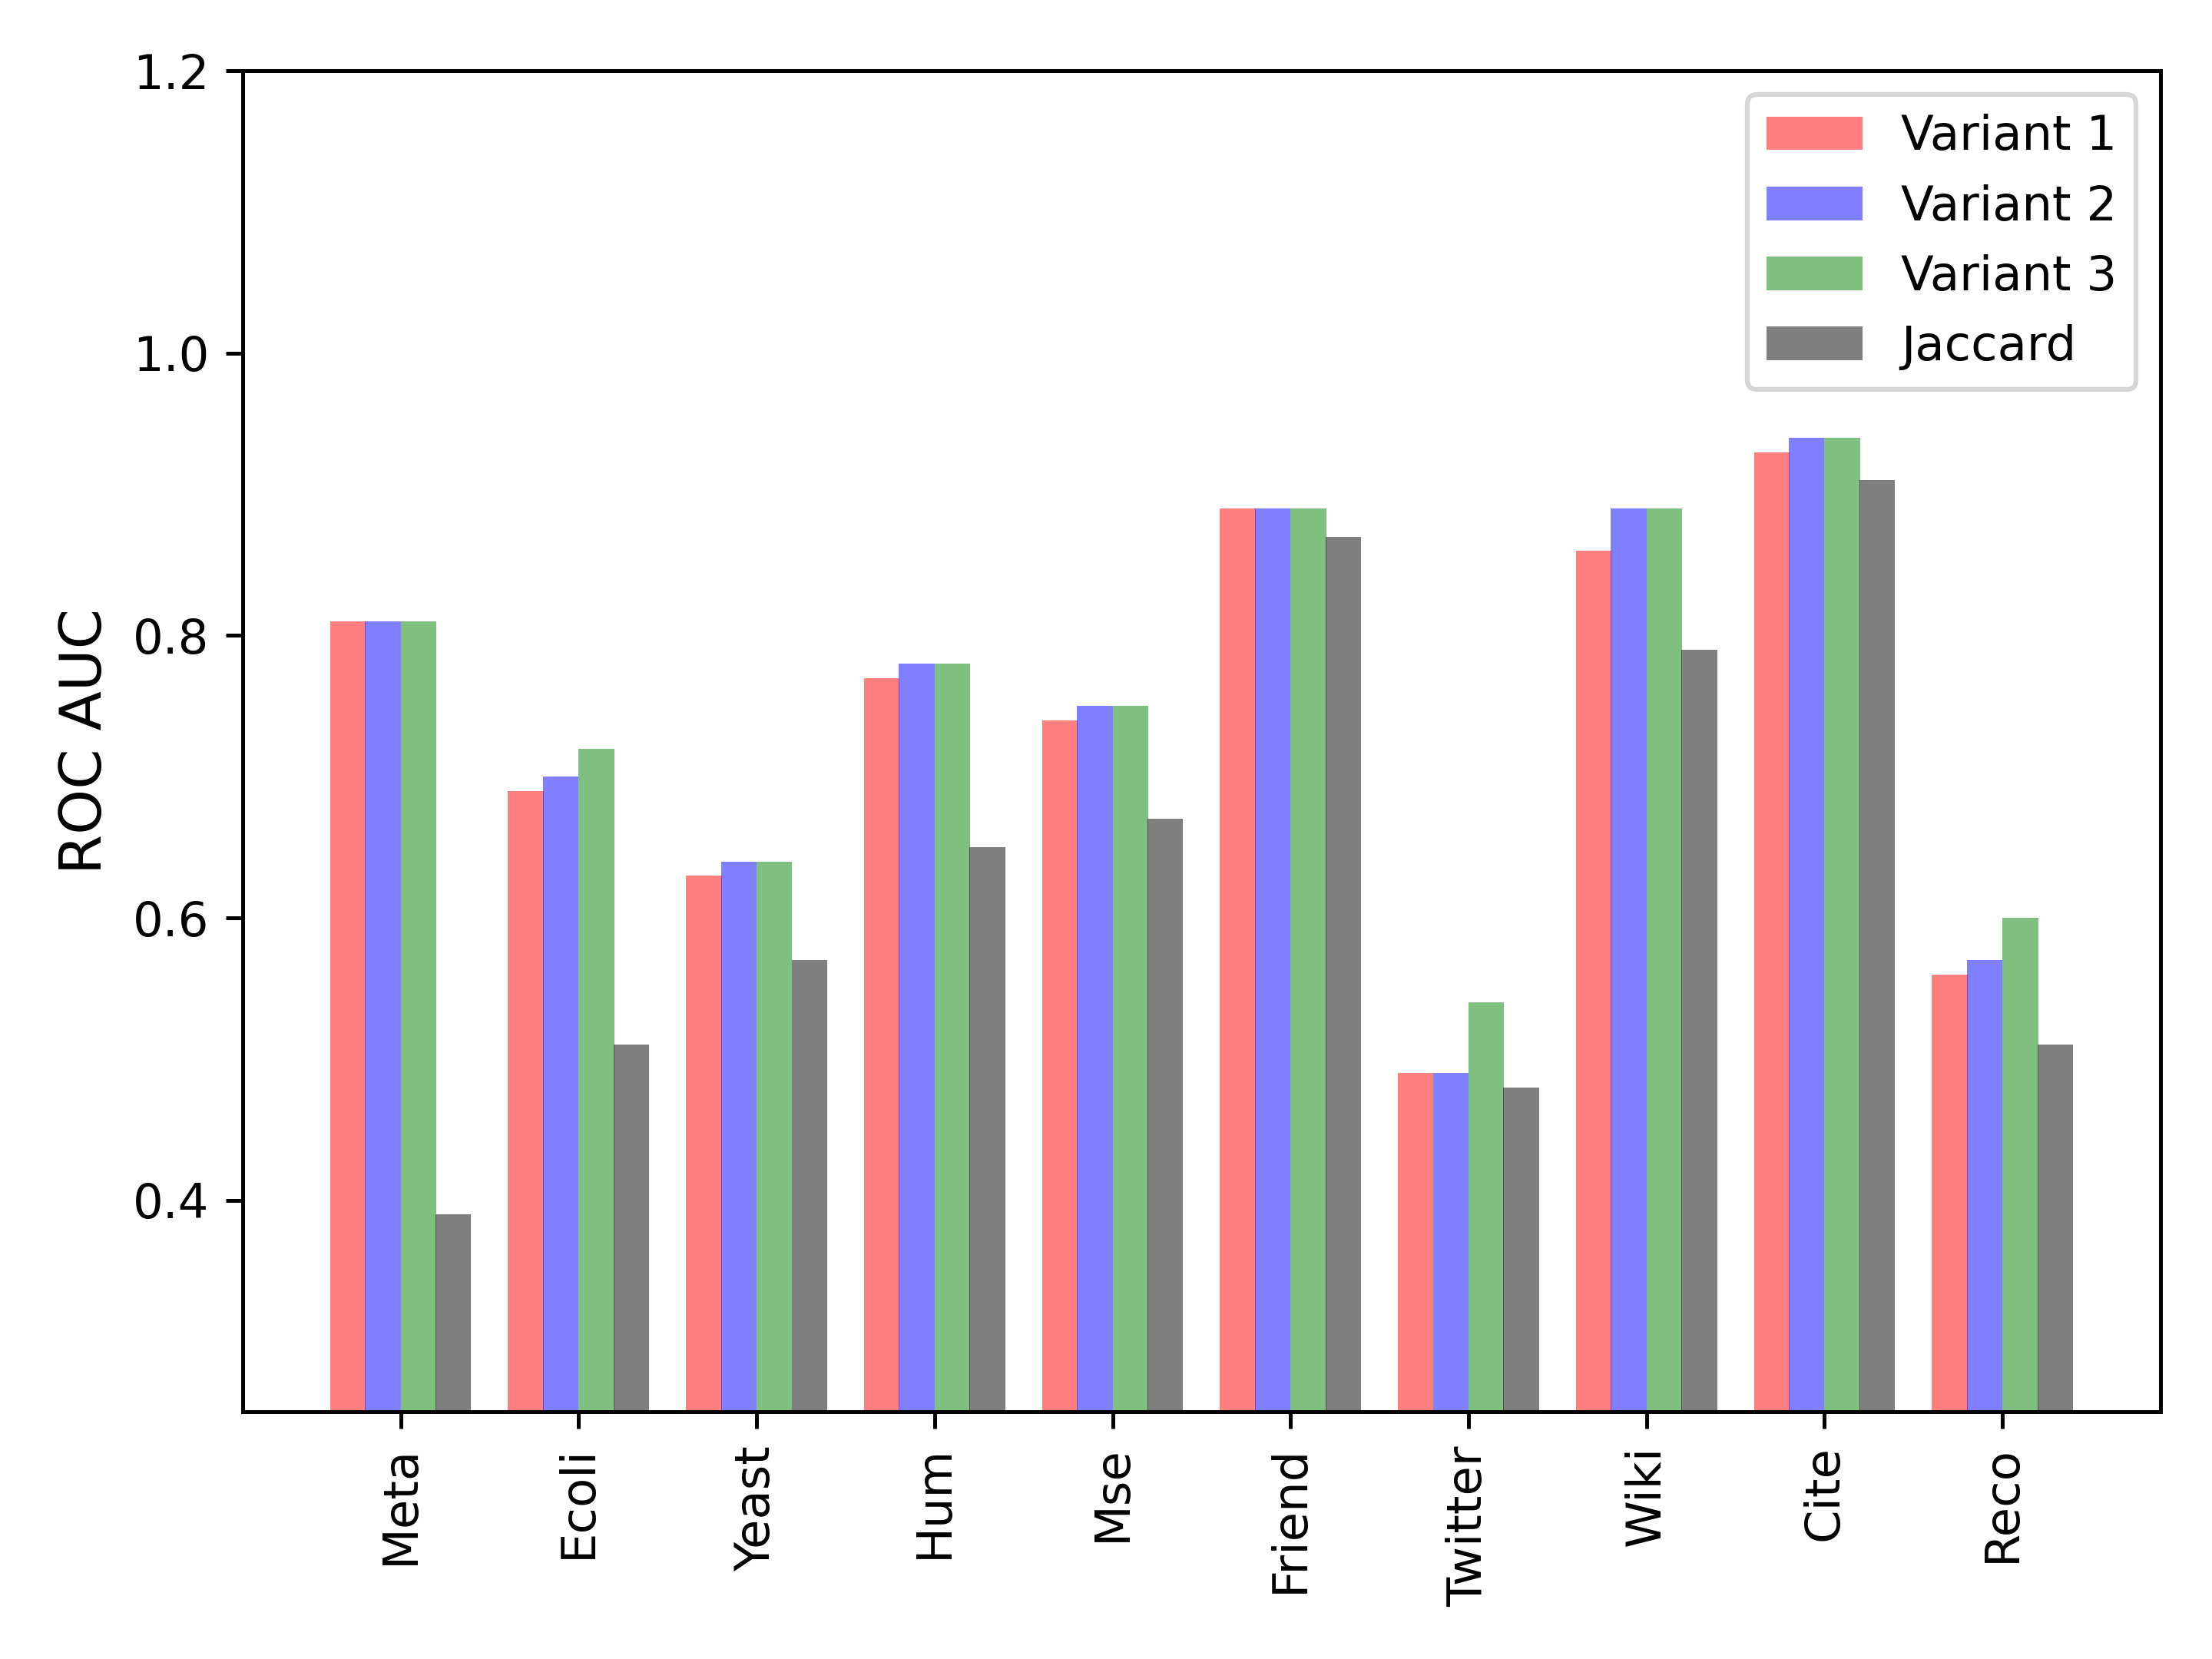 ROC AUC
1.2
1.0
0.8
0.6
0.4
Variant 1
Variant 2
Variant 3
Jaccard
Meta
Ecoli
Yeast
Hum
Mse
Friend
Twitter
Wiki
Cite
Reco